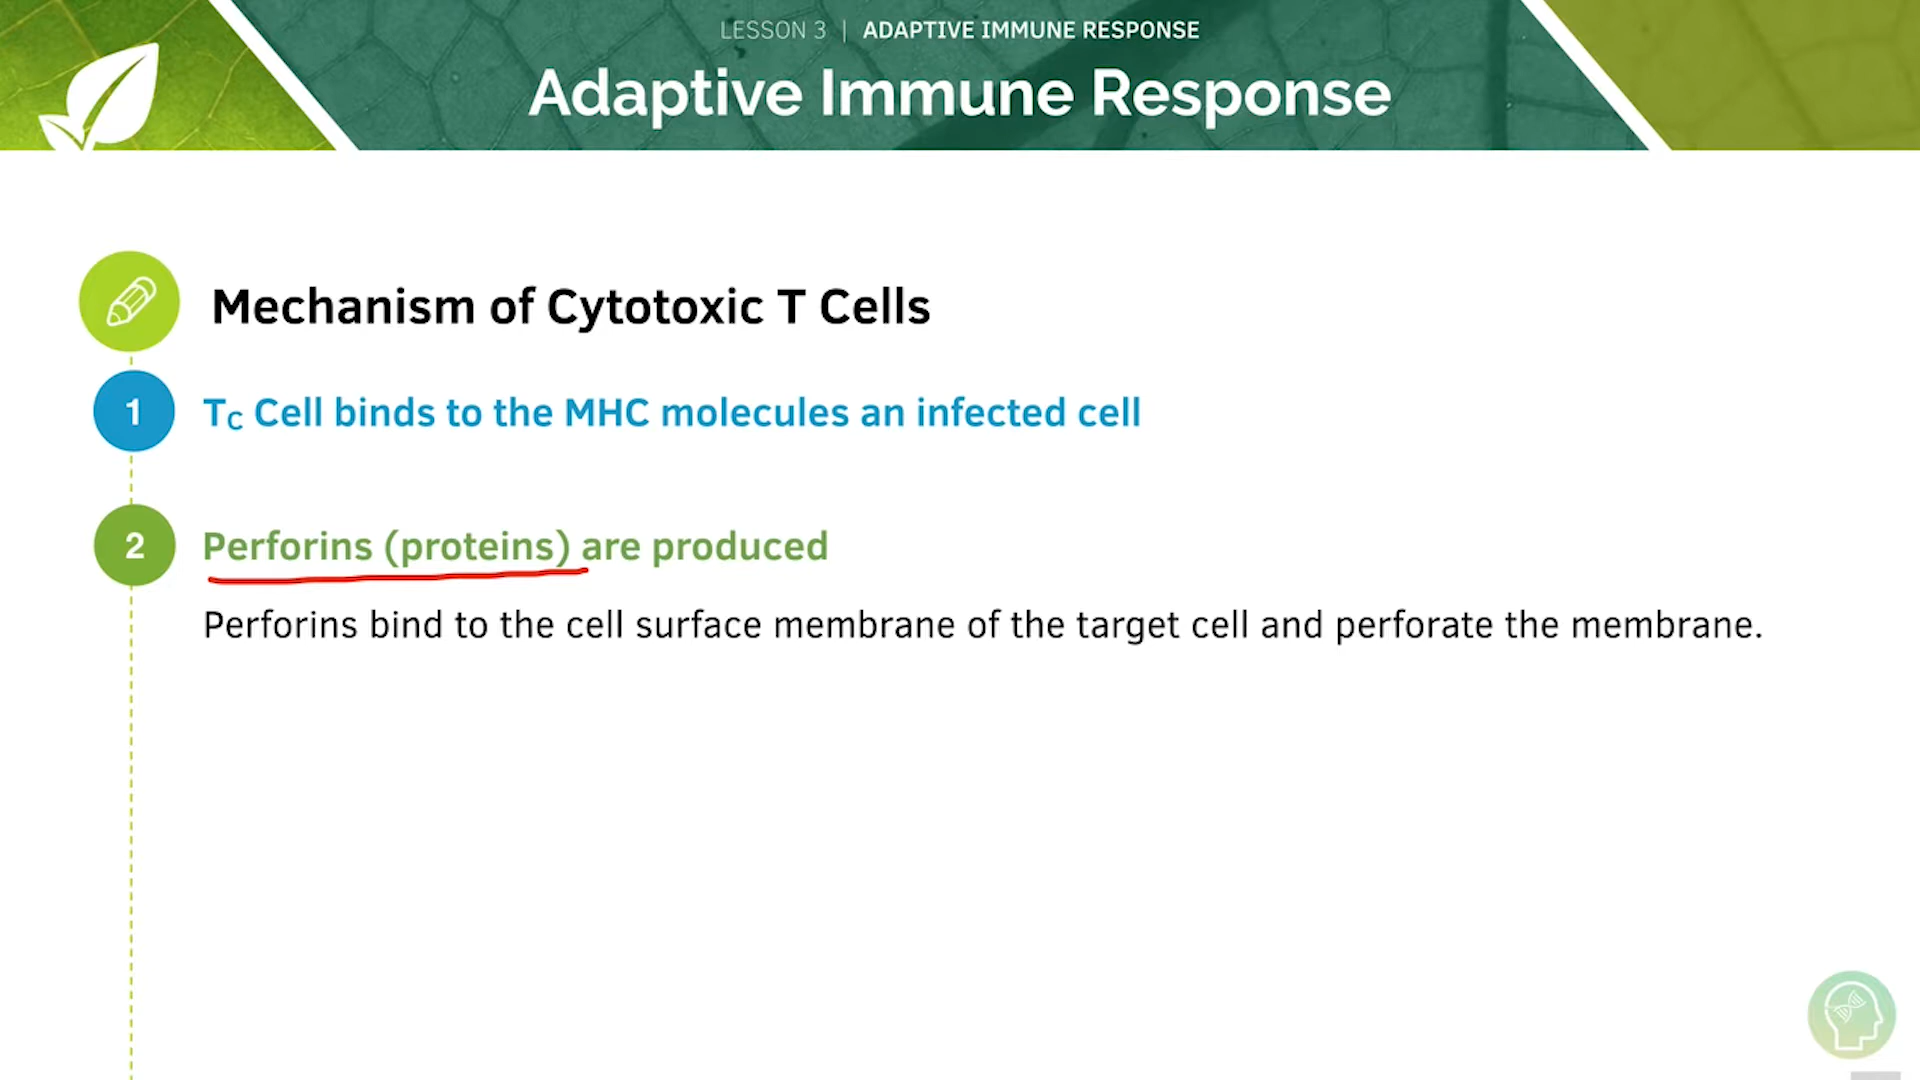 LESSON 3 | ADAPTIVE IMMUNE RESPONSE
Adaptive Immune Response
Mechanism of Cytotoxic T Cells
1 TC Cell binds to the MHC molecules an infected cell
2 Perforins (proteins) are produced
Perforins bind to the cell surface membrane of the target cell and perforate the membrane.